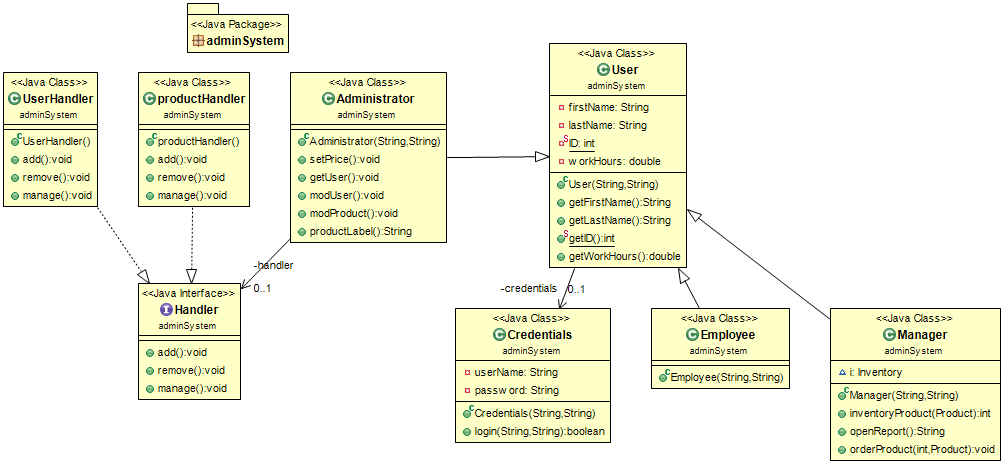 <<Java Package>>
adminSystem
<<Java Class>>
UserHandler
adminSystem
UserHandler()
add():void
remove():void
manage():void
<<Java Class>>
productHandler
adminSystem
productHandler()
add():void
remove():void
manage():void
<<Java Class>>
Administrator
adminSystem
Administrator(String,String)
setPrice():void
getUser():void
modUser():void
modProduct():void
productLabel():String
<<Java Class>>
User
adminSystem
firstName: String
lastName: String
ID: int
workHours: double
User(String,String)
getFirstName():String
getLastName():String
getID():int
getWorkHours():double
-handler
0..1
-credentials
0..1
<<Java Interface>>
Handler
adminSystem
add():void
remove():void
manage():void
<<Java Class>>
Credentials
adminSystem
userName: String
password: String
Credentials(String,String)
login(String,String):boolean
<<Java Class>>
Employee
adminSystem
Employee(String,String)
<<Java Class>>
Manager
adminSystem
i: Inventory
Manager(String,String)
inventoryProduct(Product):int
openReport():String
orderProduct(int,Product):void